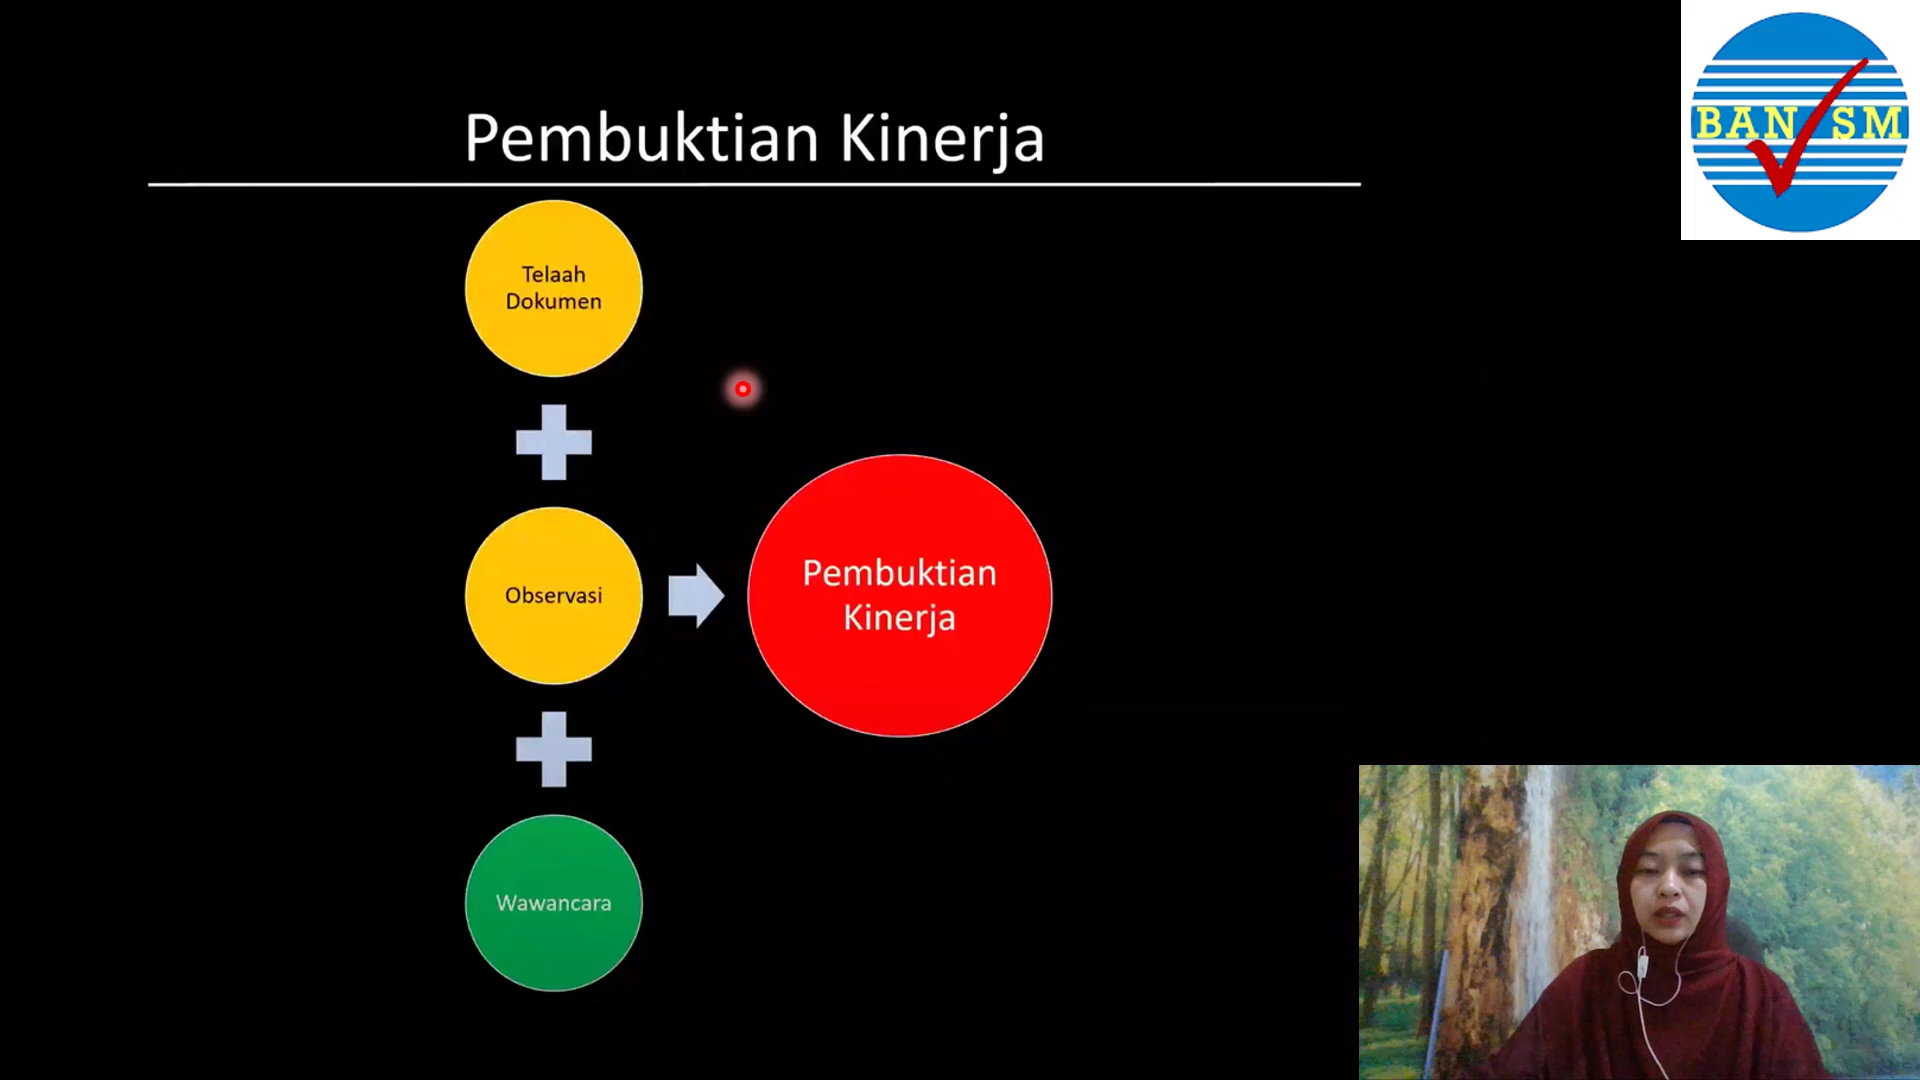 Pembuktian Kinerja
BAN SM
Telaah
Dokumen
Observasi
Pembuktian
Kinerja
Wawancara